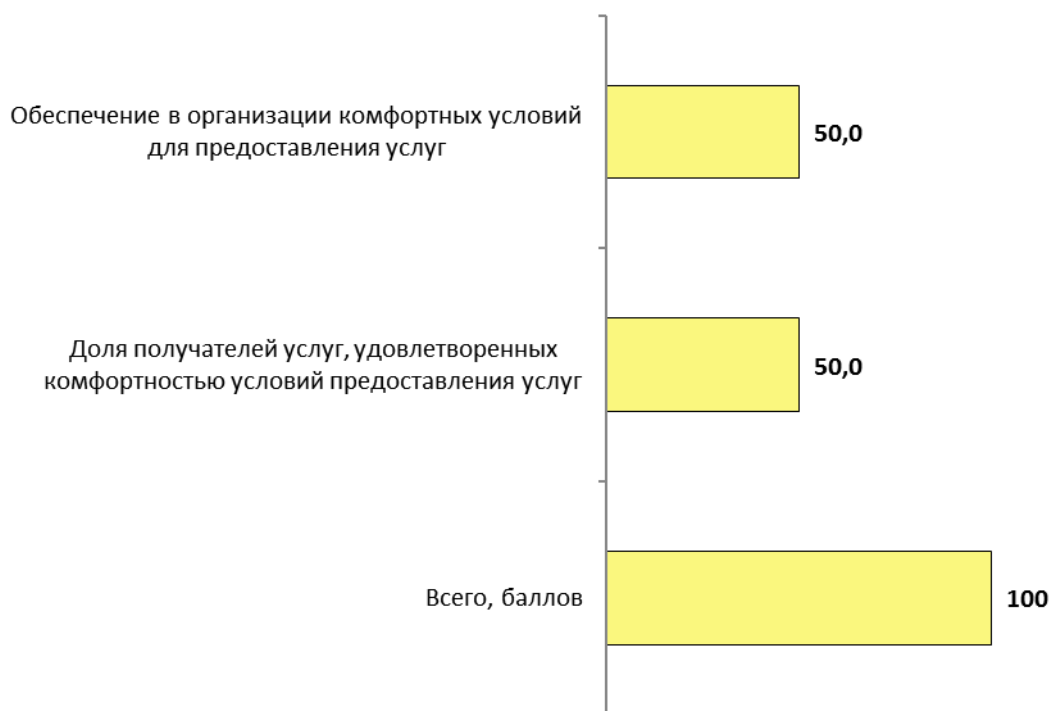 Обеспечение в организации комфортных условий
для предоставления услуг
50,0
Доля получателей услуг, удовлетворенных
комфортностью условий предоставления услуг
50,0
Всего, баллов
100